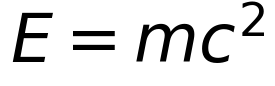 E = mc²